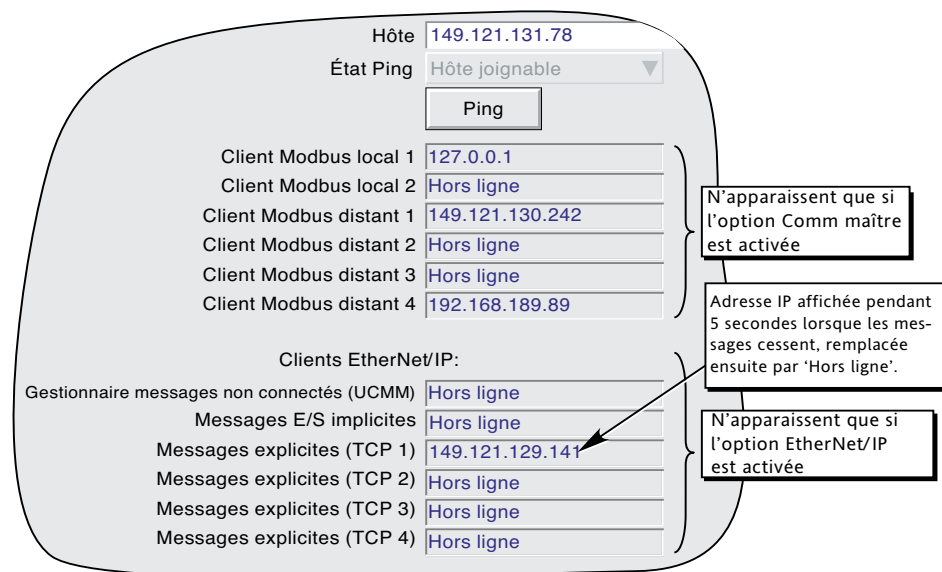 Hôte 149.121.131.78
État Ping Hôte joignable
Ping
Client Modbus local 1 127.0.0.1
Client Modbus local 2 Hors ligne
Client Modbus distant 1 149.121.130.242
Client Modbus distant 2 Hors ligne
Client Modbus distant 3 Hors ligne
Client Modbus distant 4 192.168.189.89
N'apparaissent que si
l'option Comm maître
est activée
Adresse IP affichée pendant
5 secondes lorsque les mes-
sages cessent, remplacée
ensuite par ‘Hors ligne’.
Clients EtherNet/IP:
Gestionnaire messages non connectés (UCMM) Hors ligne
Messages E/S implicites Hors ligne
Messages explicites (TCP 1) 149.121.129.141
Messages explicites (TCP 2) Hors ligne
Messages explicites (TCP 3) Hors ligne
Messages explicites (TCP 4) Hors ligne
N'apparaissent que si
l'option EtherNet/IP
est activée